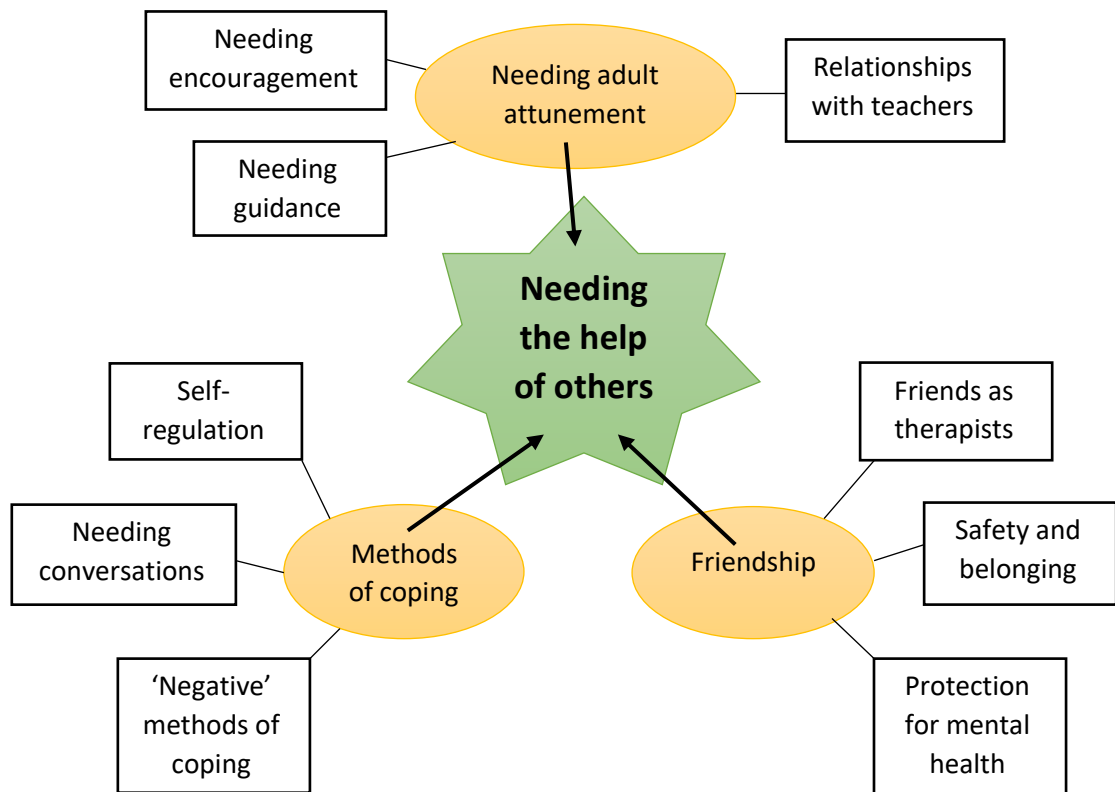 Needing
encouragement
Needing adult
attunement
Relationships
with teachers
Needing
guidance
Needing
the help
of others
Self-
regulation
Needing
conversations
Methods
of coping
‘Negative’
methods of
coping
Friends as
therapists
Friendship
Safety and
belonging
Protection
for mental
health